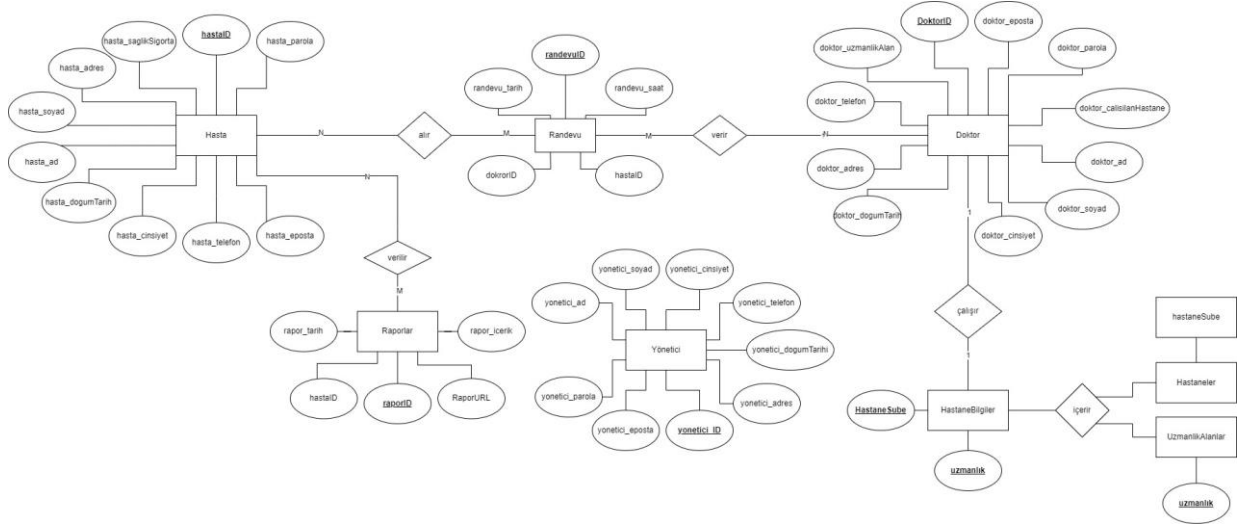 hasta_saglikSigorta
hastaID
hasta_parola
hasta_adres
hasta_soyad
Hasta
hasta_ad
hasta_dogumTarih
hasta_cinsiyet
hasta_telefon
hasta_eposta
N
alır
M
randevuID
randevu_tarih
randevu_saat
Randevu
dokrorID
hastaID
M
verir
N
DoktorID
doktor_eposta
doktor_uzmanlikAlan
doktor_parola
doktor_telefon
doktor_calisilanHastane
Doktor
doktor_adres
doktor_ad
doktor_dogumTarih
doktor_soyad
doktor_cinsiyet
N
verilir
M
rapor_tarih
Raporlar
rapor_icerik
hastaID
raporID
RaporURL
yonetici_soyad
yonetici_cinsiyet
yonetici_ad
yonetici_telefon
Yönetici
yonetici_dogumTarihi
yonetici_parola
yonetici_adres
yonetici_eposta
yonetici_ID
1
çalışır
1
HastaneSube
HastaneBilgiler
uzmanlık
içerir
hastaneSube
Hastaneler
UzmanlikAlanlar
uzmanlık